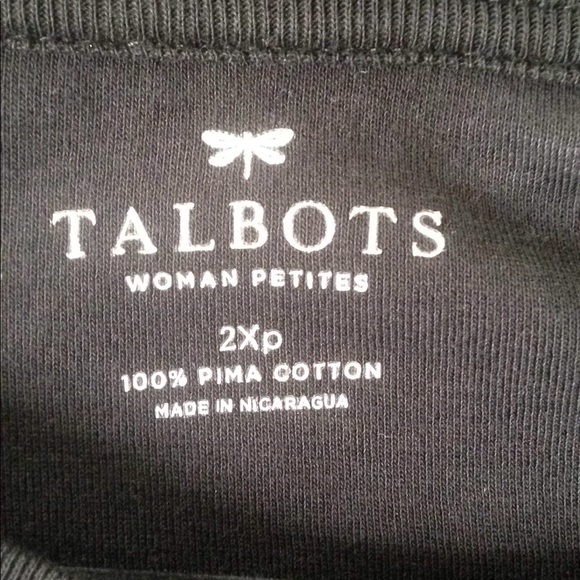 TALBOTS
WOMAN PETITES
2Xp
100% PIMA COTTON
MADE IN NICARAGUA